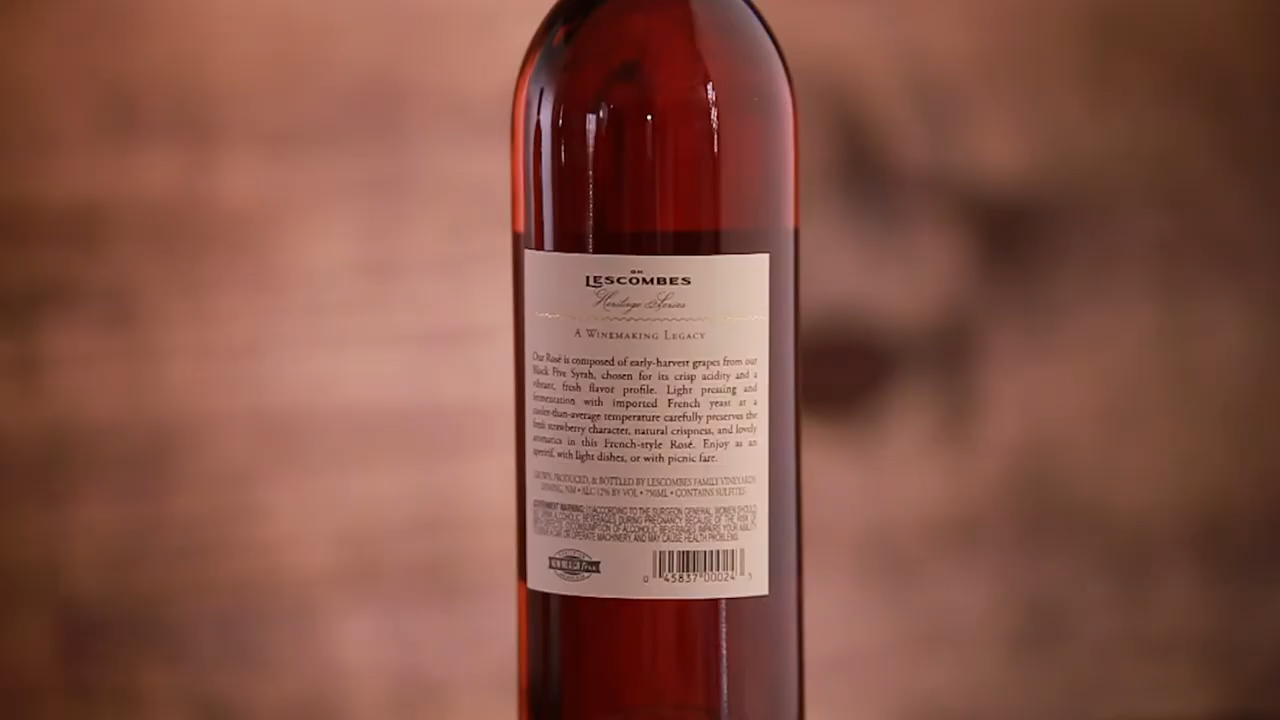 DH
LESCOMBES
Heritage Series
A WINEMAKING LEGACY
Our Rosé is composed of early-harvest grapes from our
Block Five Syrah, chosen for its crisp acidity and a
vibrant, fresh flavor profile. Light pressing and
fermentation with imported French yeast at a
cooler-than-average temperature carefully preserves the
fresh strawberry character, natural crispness, and lovely
aromatics in this French-style Rosé. Enjoy as an
aperitif, with light dishes, or with picnic fare.
GROWN, PRODUCED, & BOTTLED BY LESCOMBES FAMILY VINEYARDS
DEMING, NM • ALC 12% BY VOL • 750ML • CONTAINS SULFITES
GOVERNMENT WARNING: (1) ACCORDING TO THE SURGEON GENERAL, WOMEN SHOULD
NOT DRINK ALCOHOLIC BEVERAGES DURING PREGNANCY BECAUSE OF THE RISK OF
BIRTH DEFECTS. (2) CONSUMPTION OF ALCOHOLIC BEVERAGES IMPAIRS YOUR ABILITY
TO DRIVE A CAR OR OPERATE MACHINERY, AND MAY CAUSE HEALTH PROBLEMS.
NEW MEXICO True
0 45837 00024 3